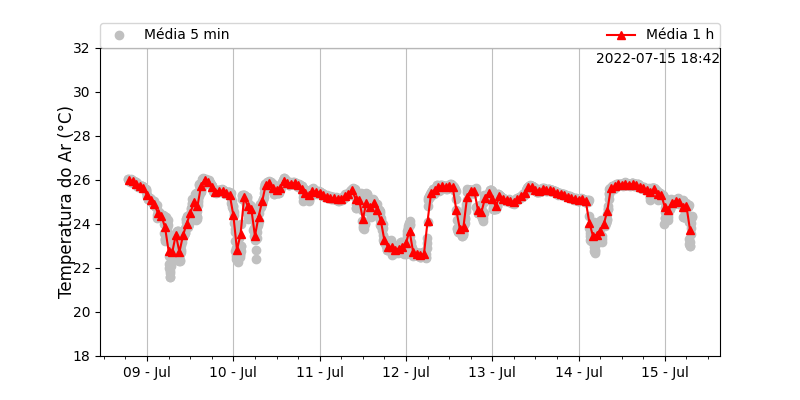 Média 5 min
Média 1 h
2022-07-15 18:42
Temperatura do Ar (°C)
32
30
28
26
24
22
20
18
09 - Jul
10 - Jul
11 - Jul
12 - Jul
13 - Jul
14 - Jul
15 - Jul